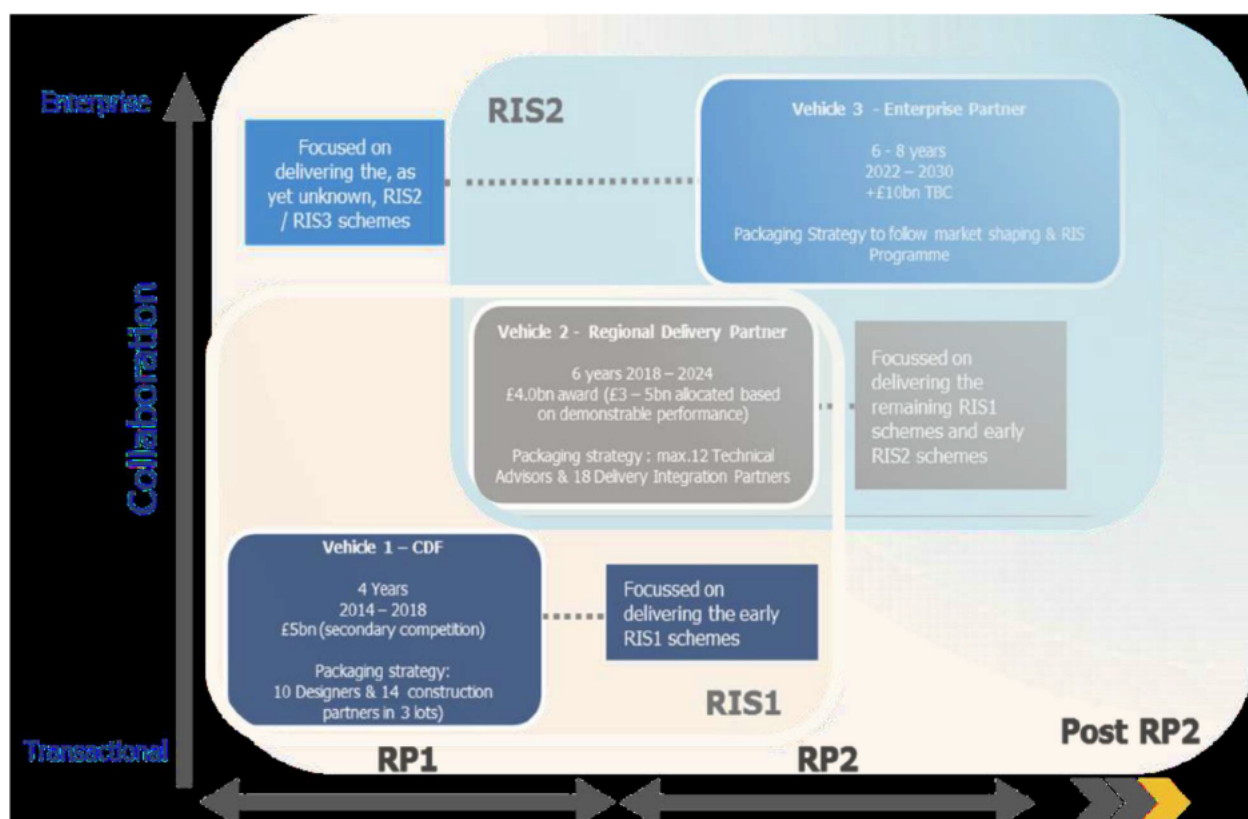 Enterprise
Collaboration
Transactional
RIS2
Vehicle 3 - Enterprise Partner
6 - 8 years
2022 – 2030
+£10bn TBC
Packaging Strategy to follow market shaping & RIS
Programme
Focused on
delivering the, as
yet unknown, RIS2
/ RIS3 schemes
Vehicle 2 - Regional Delivery Partner
6 years 2018 – 2024
£4.0bn award (£3 – 5bn allocated based
on demonstrable performance)
Packaging strategy : max.12 Technical
Advisors & 18 Delivery Integration Partners
Focussed on
delivering the
remaining RIS1
schemes and early
RIS2 schemes
Vehicle 1 – CDF
4 Years
2014 – 2018
£5bn (secondary competition)
Packaging strategy:
10 Designers & 14 construction
partners in 3 lots)
Focussed on
delivering the early
RIS1 schemes
RIS1
RP1
RP2
Post RP2